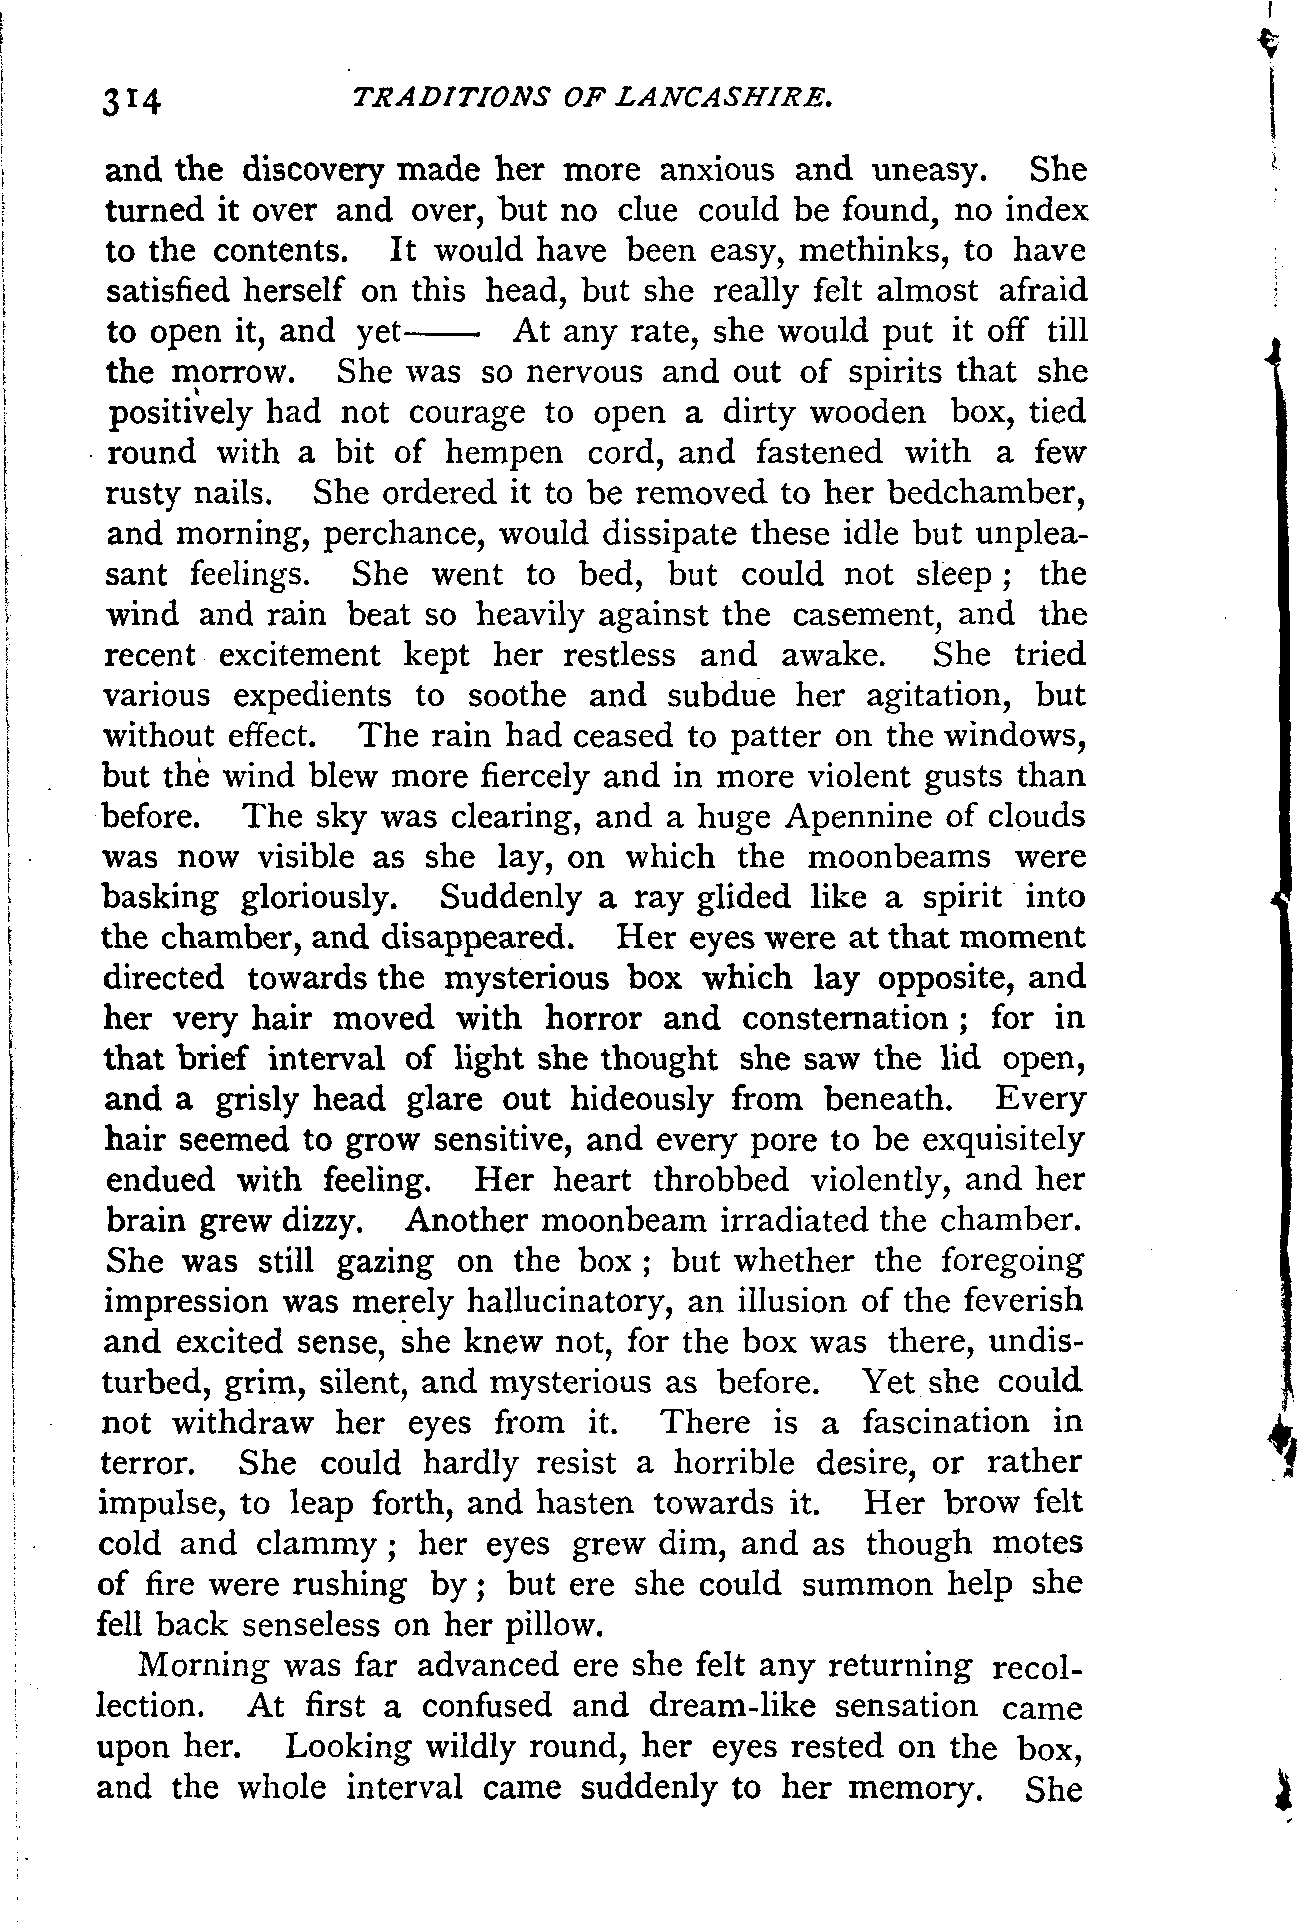 314 TRADITIONS OF LANCASHIRE.
and the discovery made her more anxious and uneasy. She
turned it over and over, but no clue could be found, no index
to the contents. It would have been easy, methinks, to have
satisfied herself on this head, but she really felt almost afraid
to open it, and yet—— At any rate, she would put it off till
the morrow. She was so nervous and out of spirits that she
positively had not courage to open a dirty wooden box, tied
round with a bit of hempen cord, and fastened with a few
rusty nails. She ordered it to be removed to her bedchamber,
and morning, perchance, would dissipate these idle but unplea-
sant feelings. She went to bed, but could not sleep ; the
wind and rain beat so heavily against the casement, and the
recent excitement kept her restless and awake. She tried
various expedients to soothe and subdue her agitation, but
without effect. The rain had ceased to patter on the windows,
but the wind blew more fiercely and in more violent gusts than
before. The sky was clearing, and a huge Apennine of clouds
was now visible as she lay, on which the moonbeams were
basking gloriously. Suddenly a ray glided like a spirit into
the chamber, and disappeared. Her eyes were at that moment
directed towards the mysterious box which lay opposite, and
her very hair moved with horror and consternation ; for in
that brief interval of light she thought she saw the lid open,
and a grisly head glare out hideously from beneath. Every
hair seemed to grow sensitive, and every pore to be exquisitely
endued with feeling. Her heart throbbed violently, and her
brain grew dizzy. Another moonbeam irradiated the chamber.
She was still gazing on the box ; but whether the foregoing
impression was merely hallucinatory, an illusion of the feverish
and excited sense, she knew not, for the box was there, undis-
turbed, grim, silent, and mysterious as before. Yet she could
not withdraw her eyes from it. There is a fascination in
terror. She could hardly resist a horrible desire, or rather
impulse, to leap forth, and hasten towards it. Her brow felt
cold and clammy ; her eyes grew dim, and as though motes
of fire were rushing by ; but ere she could summon help she
fell back senseless on her pillow.
Morning was far advanced ere she felt any returning recol-
lection. At first a confused and dream-like sensation came
upon her. Looking wildly round, her eyes rested on the box,
and the whole interval came suddenly to her memory. She